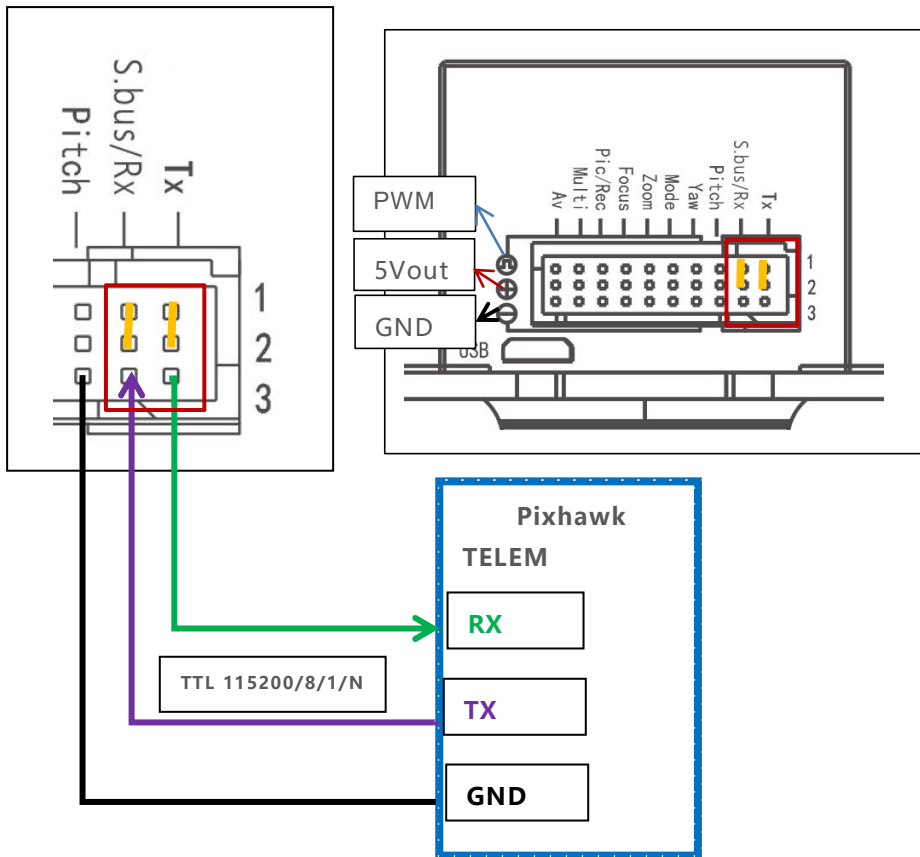 Pitch
S.bus/Rx
Tx
1
2
3
PWM
5Vout
GND
USB
Av
Multi
Pic/Rec
Focus
Zoom
Mode
Yaw
Pitch
S.bus/Rx
Tx
1
2
3
Pixhawk
TELEM
RX
TTL 115200/8/1/N
TX
GND